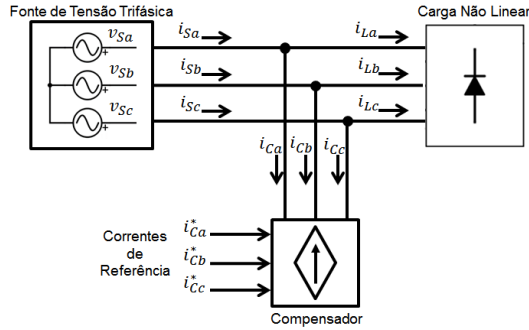 Fonte de Tensão Trifásica
Carga Não Linear
v_Sa
+
v_Sb
+
v_Sc
+
i_Sa
i_Sb
i_Sc
i_La
i_Lb
i_Lc
i_Ca i_Cb i_Cc
Correntes
de
Referência
i*_Ca
i*_Cb
i*_Cc
Compensador